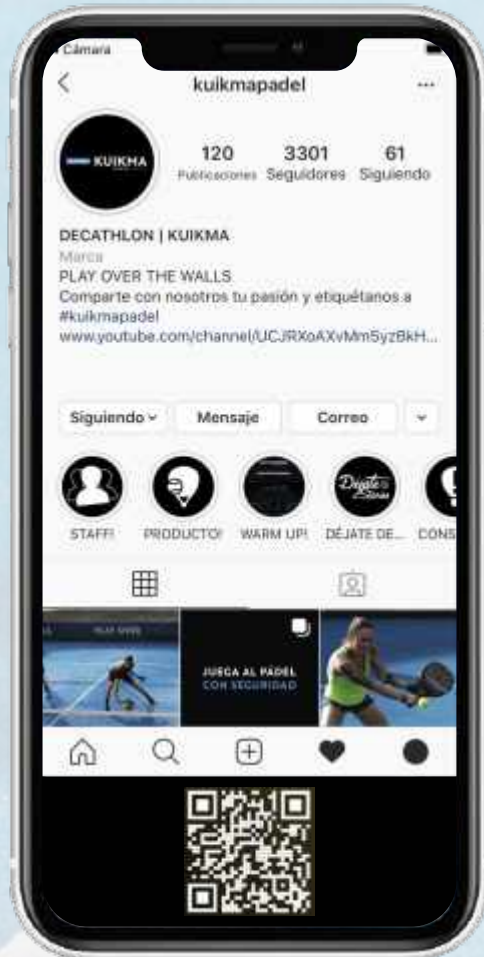 Cámara
kuikmapadel
KUIKMA
120 3301 61
Publicaciones Seguidores Siguiendo
DECATHLON | KUIKMA
Marca
PLAY OVER THE WALLS
Comparte con nosotros tu pasión y etiquétanos a
#kuikmapadel
www.youtube.com/channel/UCJRXoAXvMm5yzBkH...
Siguiendo Mensaje Correo
Déjate
STAFF! PRODUCTO! WARM UP! DÉJATE DE... CONS
JUEGA AL PÁDEL
CON SEGURIDAD